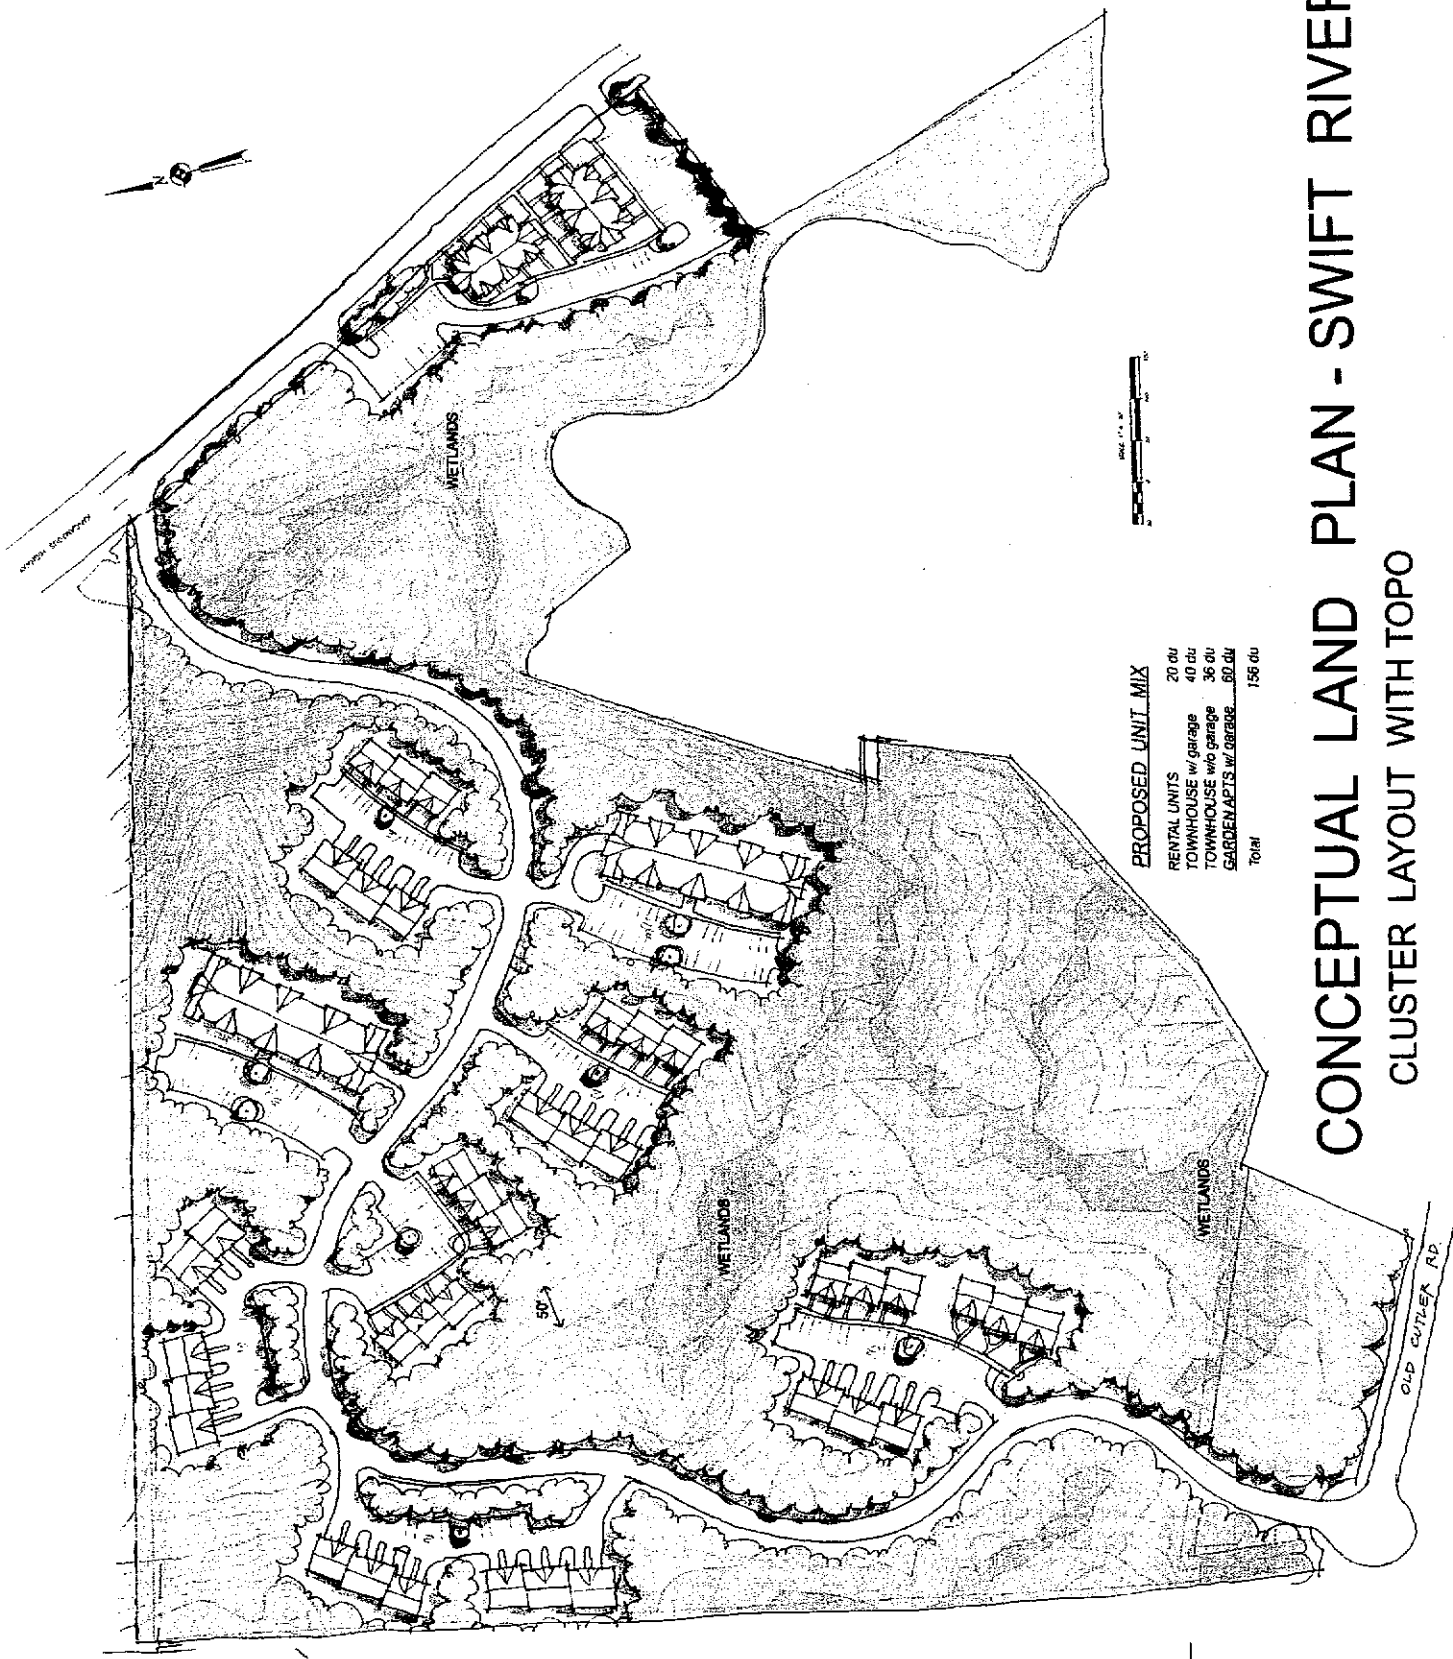 CONCEPTUAL LAND PLAN - SWIFT RIVER
CLUSTER LAYOUT WITH TOPO
PROPOSED UNIT MIX
RENTAL UNITS 20 du
TOWNHOUSE w/ garage 40 du
TOWNHOUSE w/o garage 36 du
GARDEN APTS w/ garage 60 du
Total 156 du
WETLANDS
WETLANDS
WETLANDS
50'
OLD CUTLER RD.
N